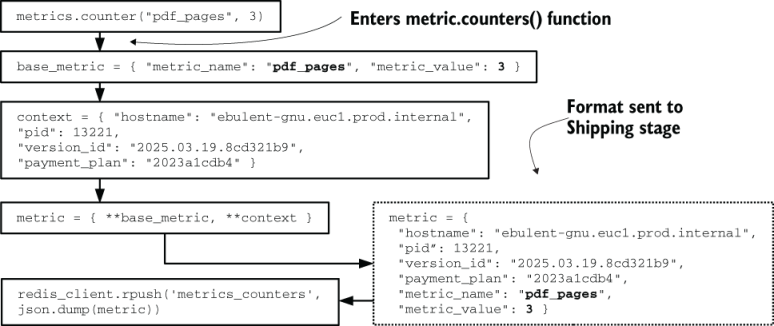 metrics.counter("pdf_pages", 3)
Enters metric.counters() function
base_metric = { "metric_name": "pdf_pages", "metric_value": 3 }
context = { "hostname": "ebulent-gnu.euc1.prod.internal",
"pid": 13221,
"version_id": "2025.03.19.8cd321b9",
"payment_plan": "2023a1cdb4" }
Format sent to
Shipping stage
metric = { **base_metric, **context }
metric = {
"hostname": "ebulent-gnu.euc1.prod.internal",
"pid”: 13221,
"version_id": "2025.03.19.8cd321b9",
"payment_plan": "2023a1cdb4",
"metric_name": "pdf_pages",
"metric_value": 3 }
redis_client.rpush('metrics_counters',
json.dump(metric))